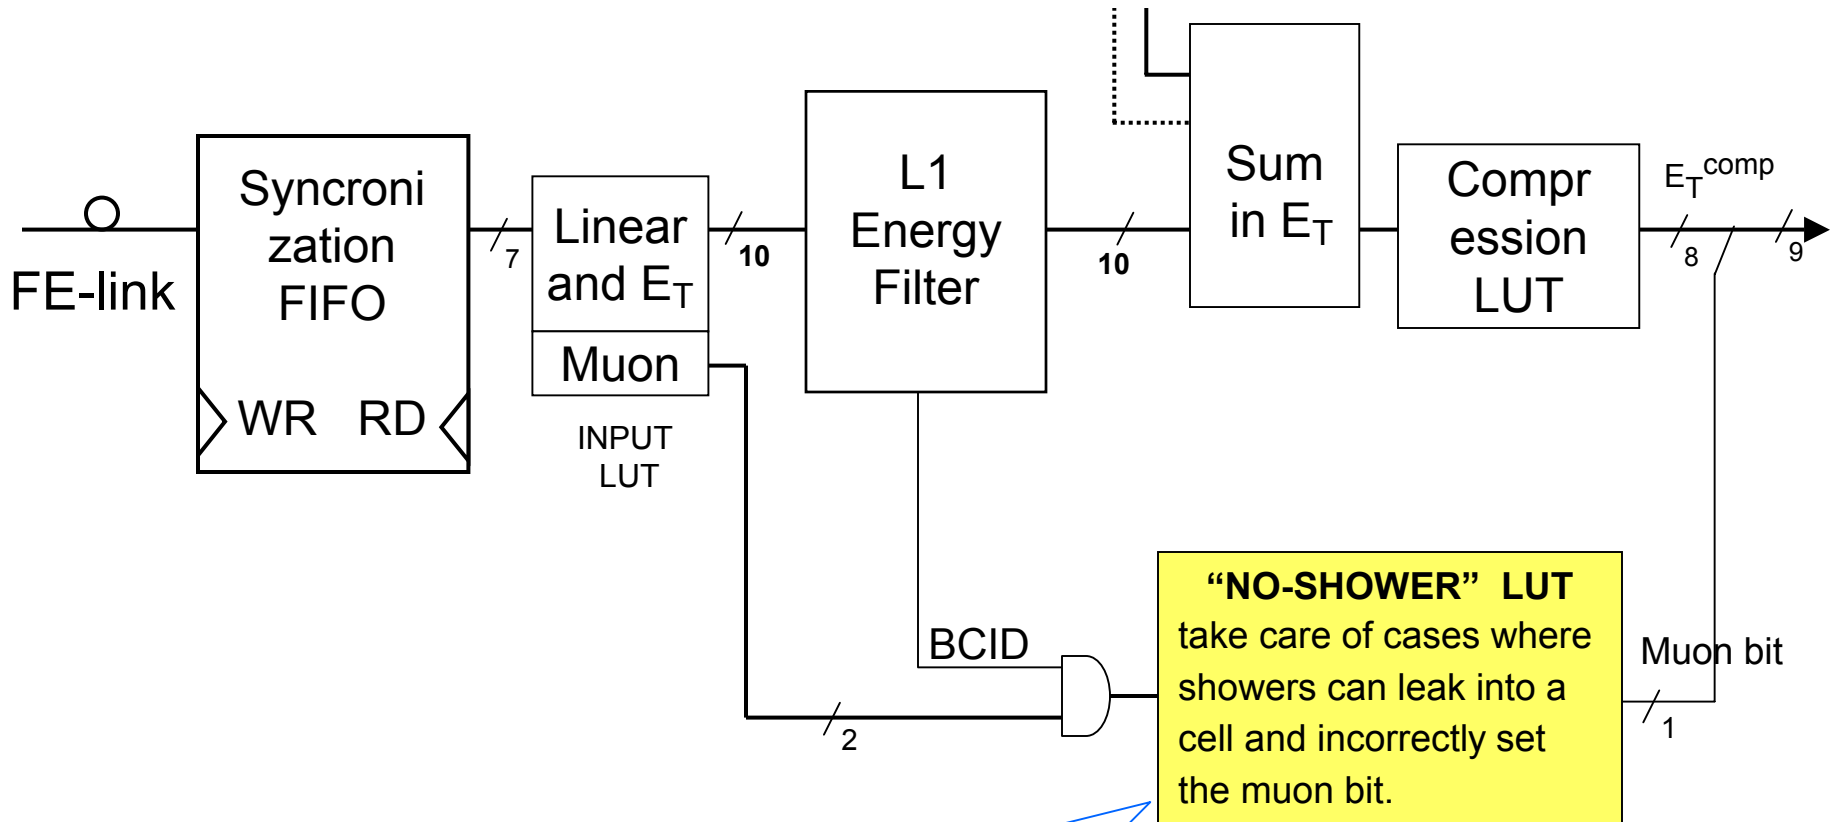 FE-link
Syncroni
zation
FIFO
WR RD
7
Linear
and ET
Muon
INPUT
LUT
10
L1
Energy
Filter
10
Sum
in ET
Compr
ession
LUT
ETcomp
8
9
BCID
2
“NO-SHOWER” LUT
take care of cases where
showers can leak into a
cell and incorrectly set
the muon bit.
Muon bit
1